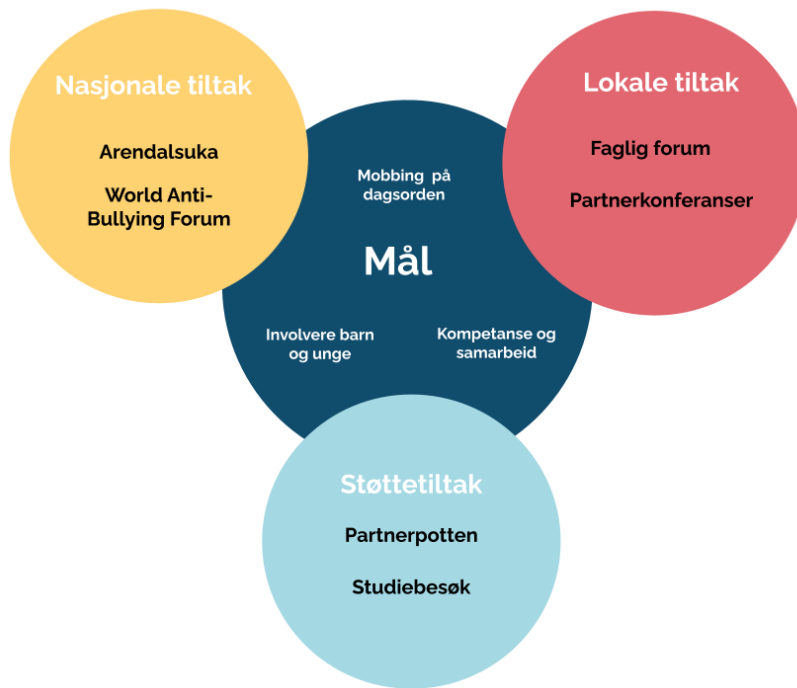 Nasjonale tiltak
Arendalsuka
World Anti-
Bullying Forum
Lokale tiltak
Faglig forum
Partnerkonferanser
Mobbing på
dagsorden
Mål
Involvere barn
og unge
Kompetanse og
samarbeid
Støttetiltak
Partnerpotten
Studiebesøk